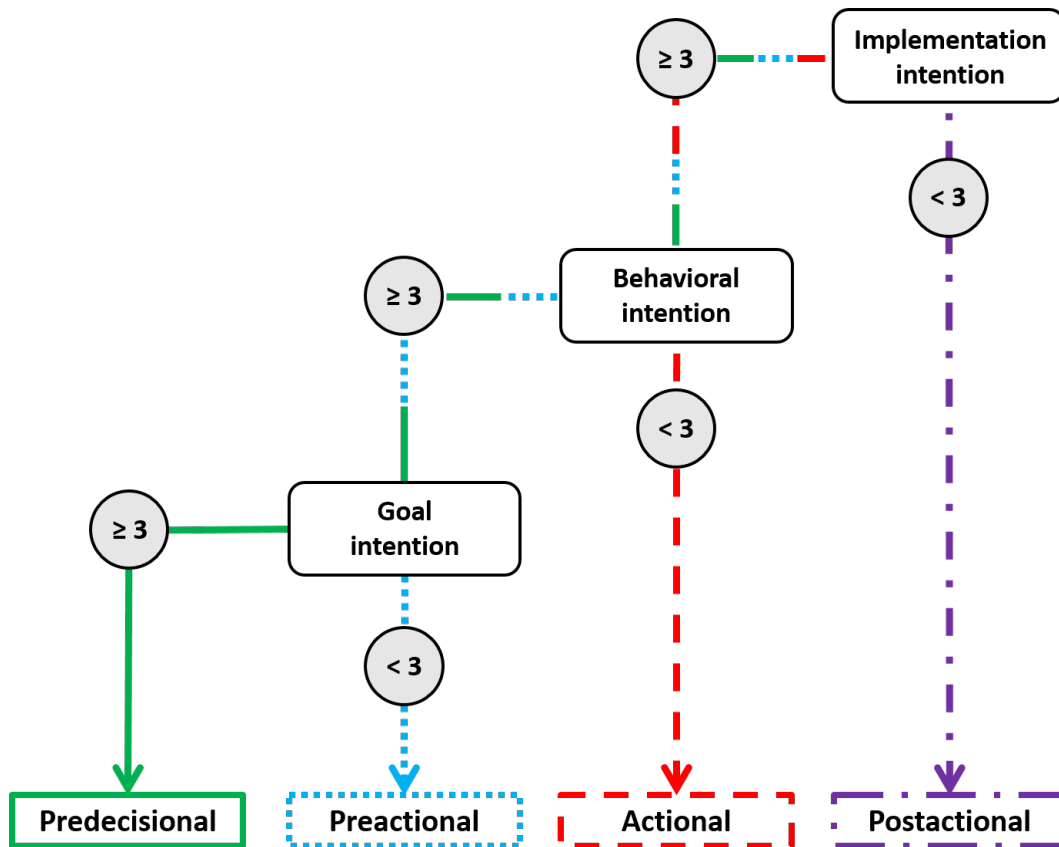 Implementation
intention
≥ 3
< 3
Behavioral
intention
≥ 3
< 3
Goal
intention
≥ 3
< 3
Predecisional
Preactional
Actional
Postactional